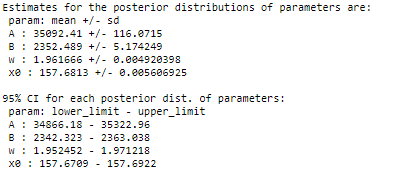 Estimates for the posterior distributions of parameters are:
param: mean +/- sd
A : 35092.41 +/- 116.0715
B : 2352.489 +/- 5.174249
w : 1.961666 +/- 0.004920398
x0 : 157.6813 +/- 0.005606925
95% CI for each posterior dist. of parameters:
param: lower_limit - upper_limit
A : 34866.18 - 35322.96
B : 2342.323 - 2363.038
w : 1.952452 - 1.971218
x0 : 157.6709 - 157.6922